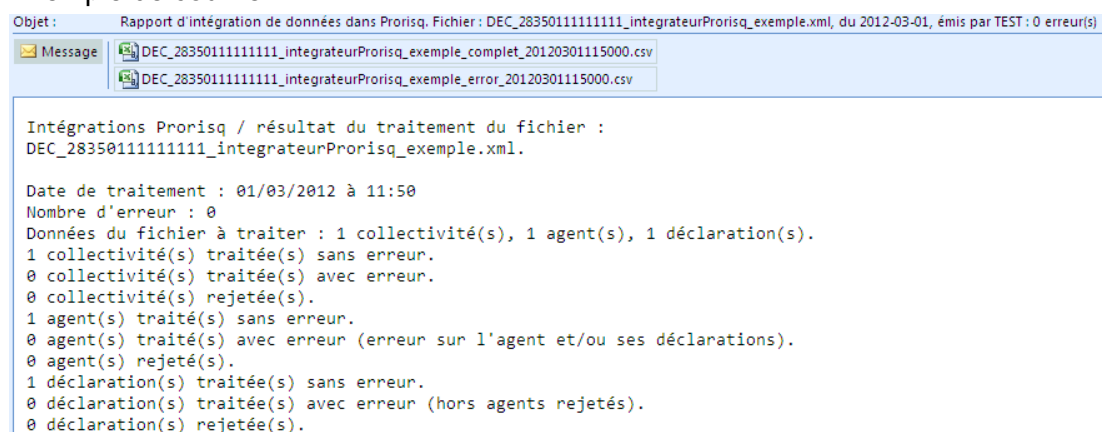 Objet : Rapport d'intégration de données dans Prorisq. Fichier : DEC_28350111111111_integrateurProrisq_exemple.xml, du 2012-03-01, émis par TEST : 0 erreur(s)
Message DEC_28350111111111_integrateurProrisq_exemple_complet_20120301115000.csv
DEC_28350111111111_integrateurProrisq_exemple_error_20120301115000.csv
Intégrations Prorisq / résultat du traitement du fichier :
DEC_28350111111111_integrateurProrisq_exemple.xml.
Date de traitement : 01/03/2012 à 11:50
Nombre d'erreur : 0
Données du fichier à traiter : 1 collectivité(s), 1 agent(s), 1 déclaration(s).
1 collectivité(s) traitée(s) sans erreur.
0 collectivité(s) traitée(s) avec erreur.
0 collectivité(s) rejetée(s).
1 agent(s) traité(s) sans erreur.
0 agent(s) traité(s) avec erreur (erreur sur l'agent et/ou ses déclarations).
0 agent(s) rejeté(s).
1 déclaration(s) traitée(s) sans erreur.
0 déclaration(s) traitée(s) avec erreur (hors agents rejetés).
0 déclaration(s) rejetée(s).